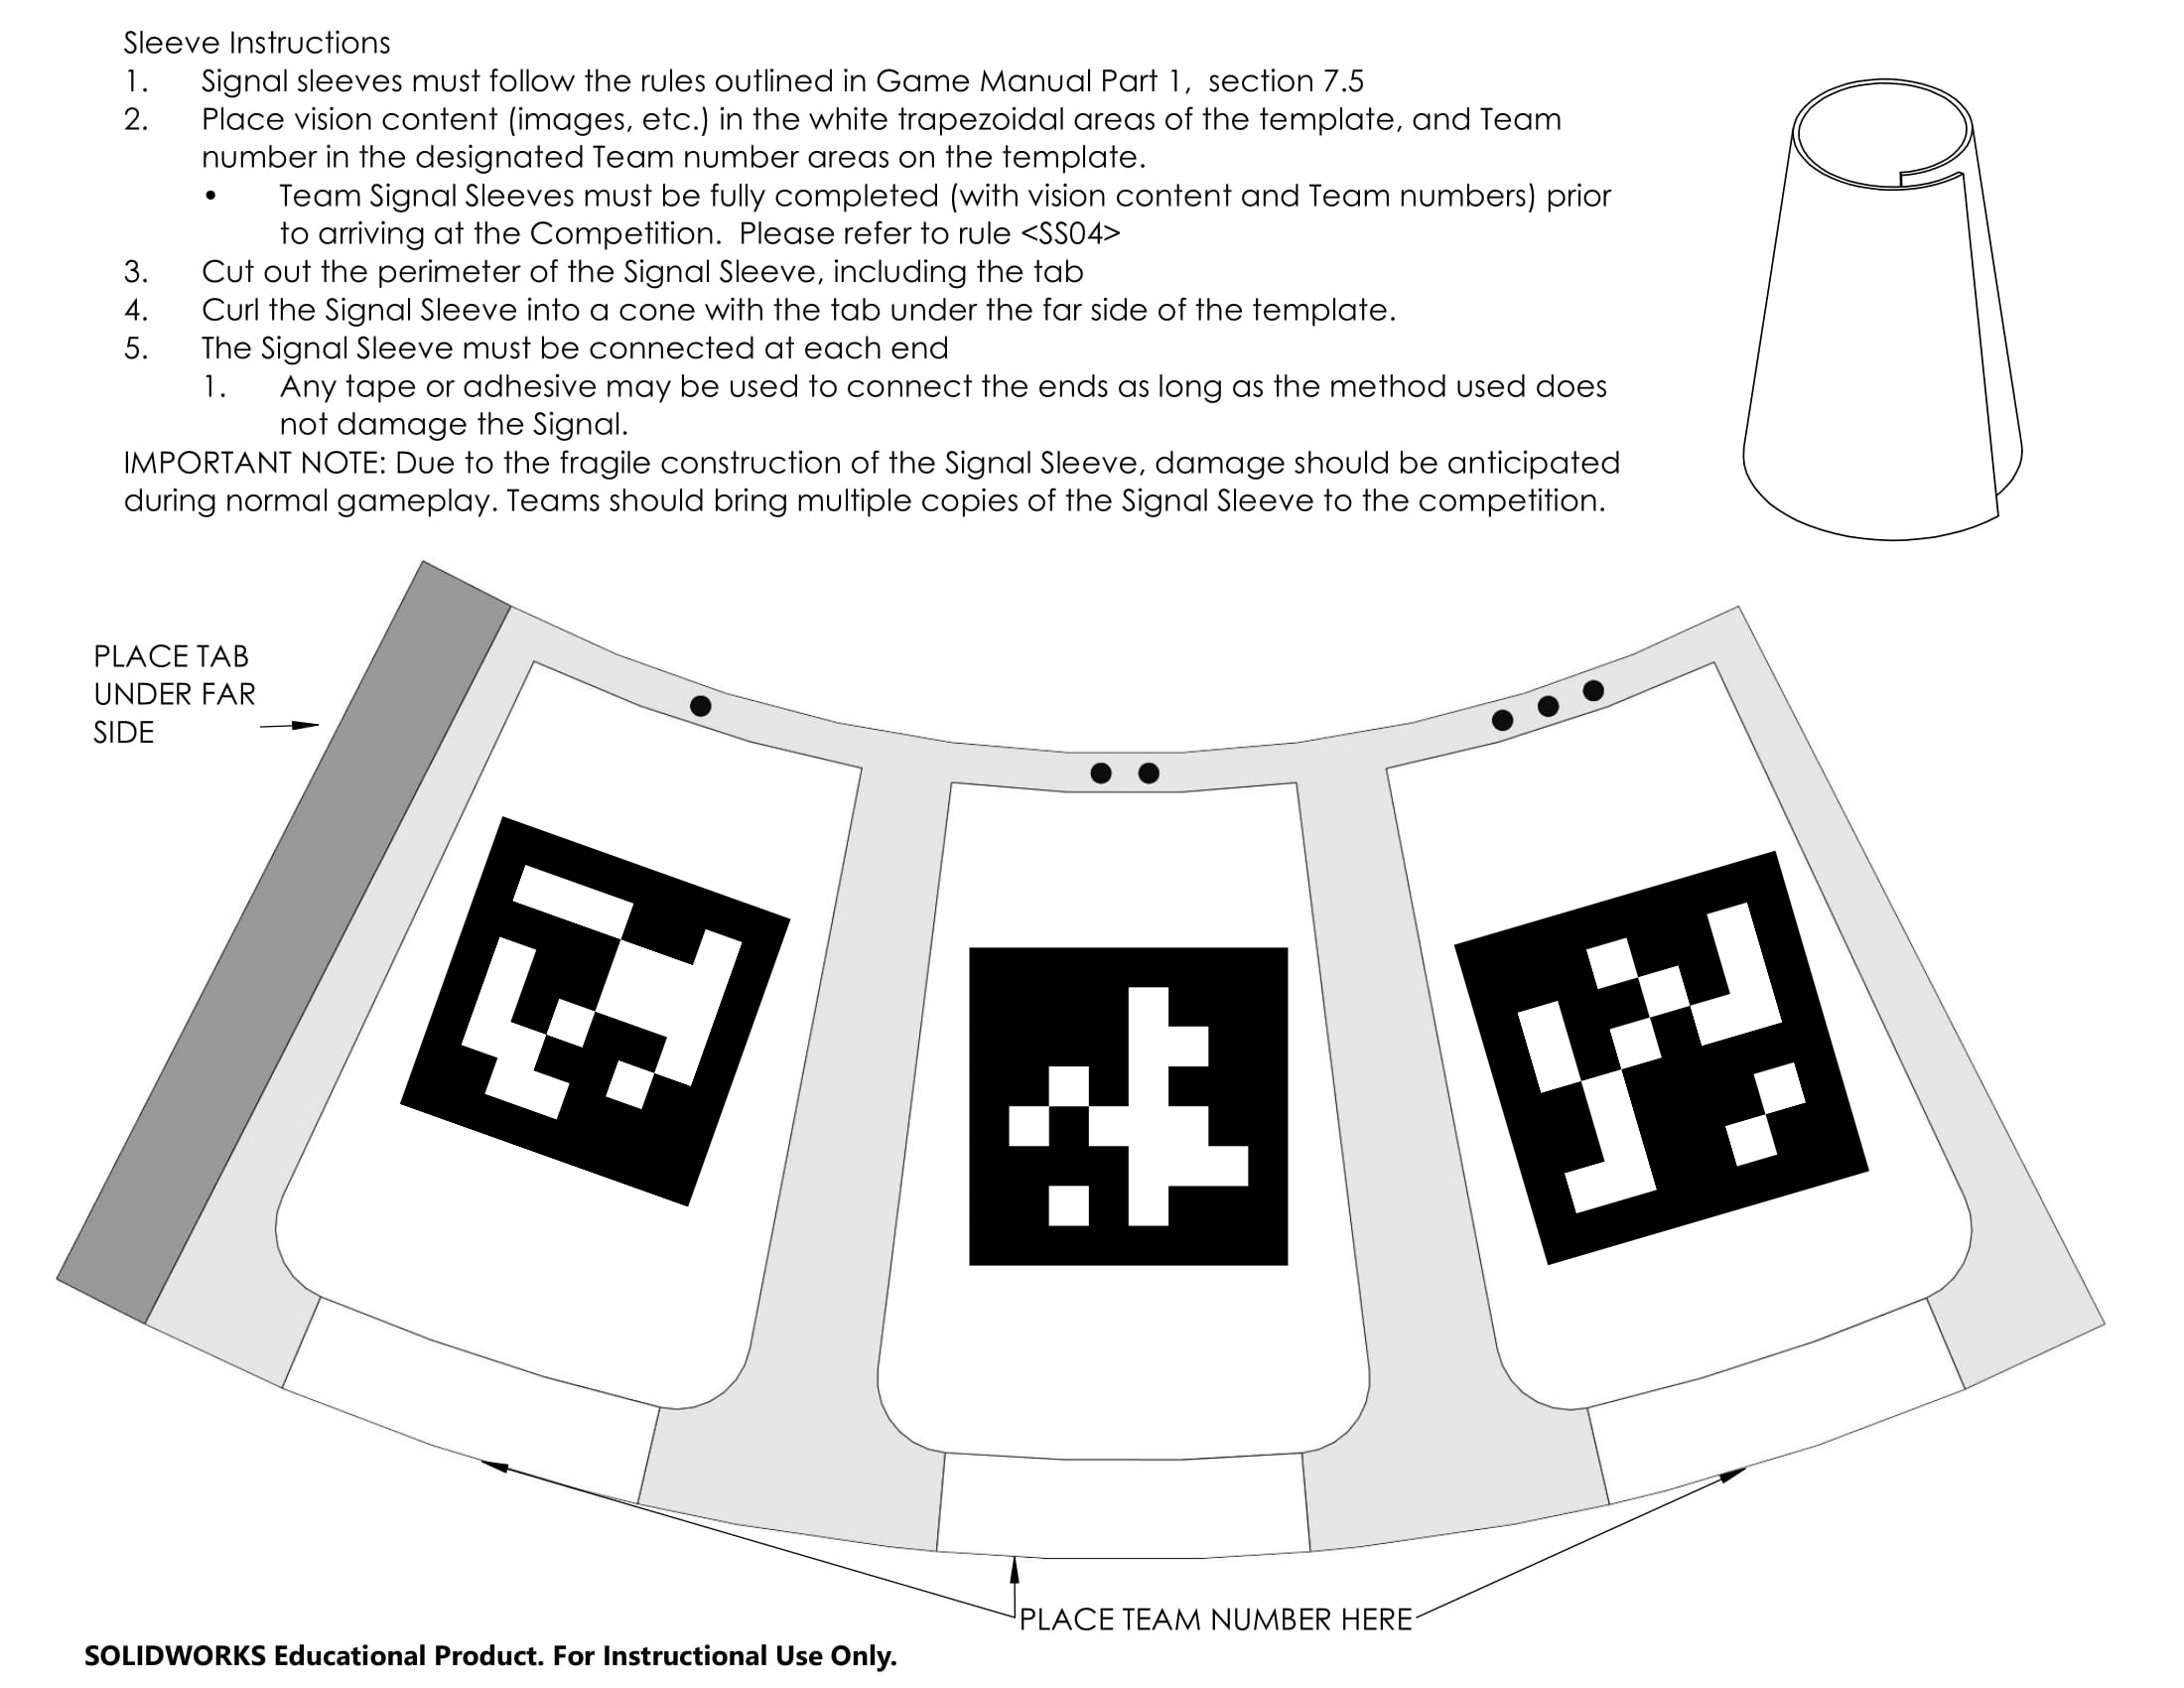 Sleeve Instructions
1. Signal sleeves must follow the rules outlined in Game Manual Part 1, section 7.5
2. Place vision content (images, etc.) in the white trapezoidal areas of the template, and Team
number in the designated Team number areas on the template.
• Team Signal Sleeves must be fully completed (with vision content and Team numbers) prior
to arriving at the Competition. Please refer to rule <SS04>
3. Cut out the perimeter of the Signal Sleeve, including the tab
4. Curl the Signal Sleeve into a cone with the tab under the far side of the template.
5. The Signal Sleeve must be connected at each end
1. Any tape or adhesive may be used to connect the ends as long as the method used does
not damage the Signal.
IMPORTANT NOTE: Due to the fragile construction of the Signal Sleeve, damage should be anticipated
during normal gameplay. Teams should bring multiple copies of the Signal Sleeve to the competition.
PLACE TAB
UNDER FAR
SIDE
PLACE TEAM NUMBER HERE
SOLIDWORKS Educational Product. For Instructional Use Only.